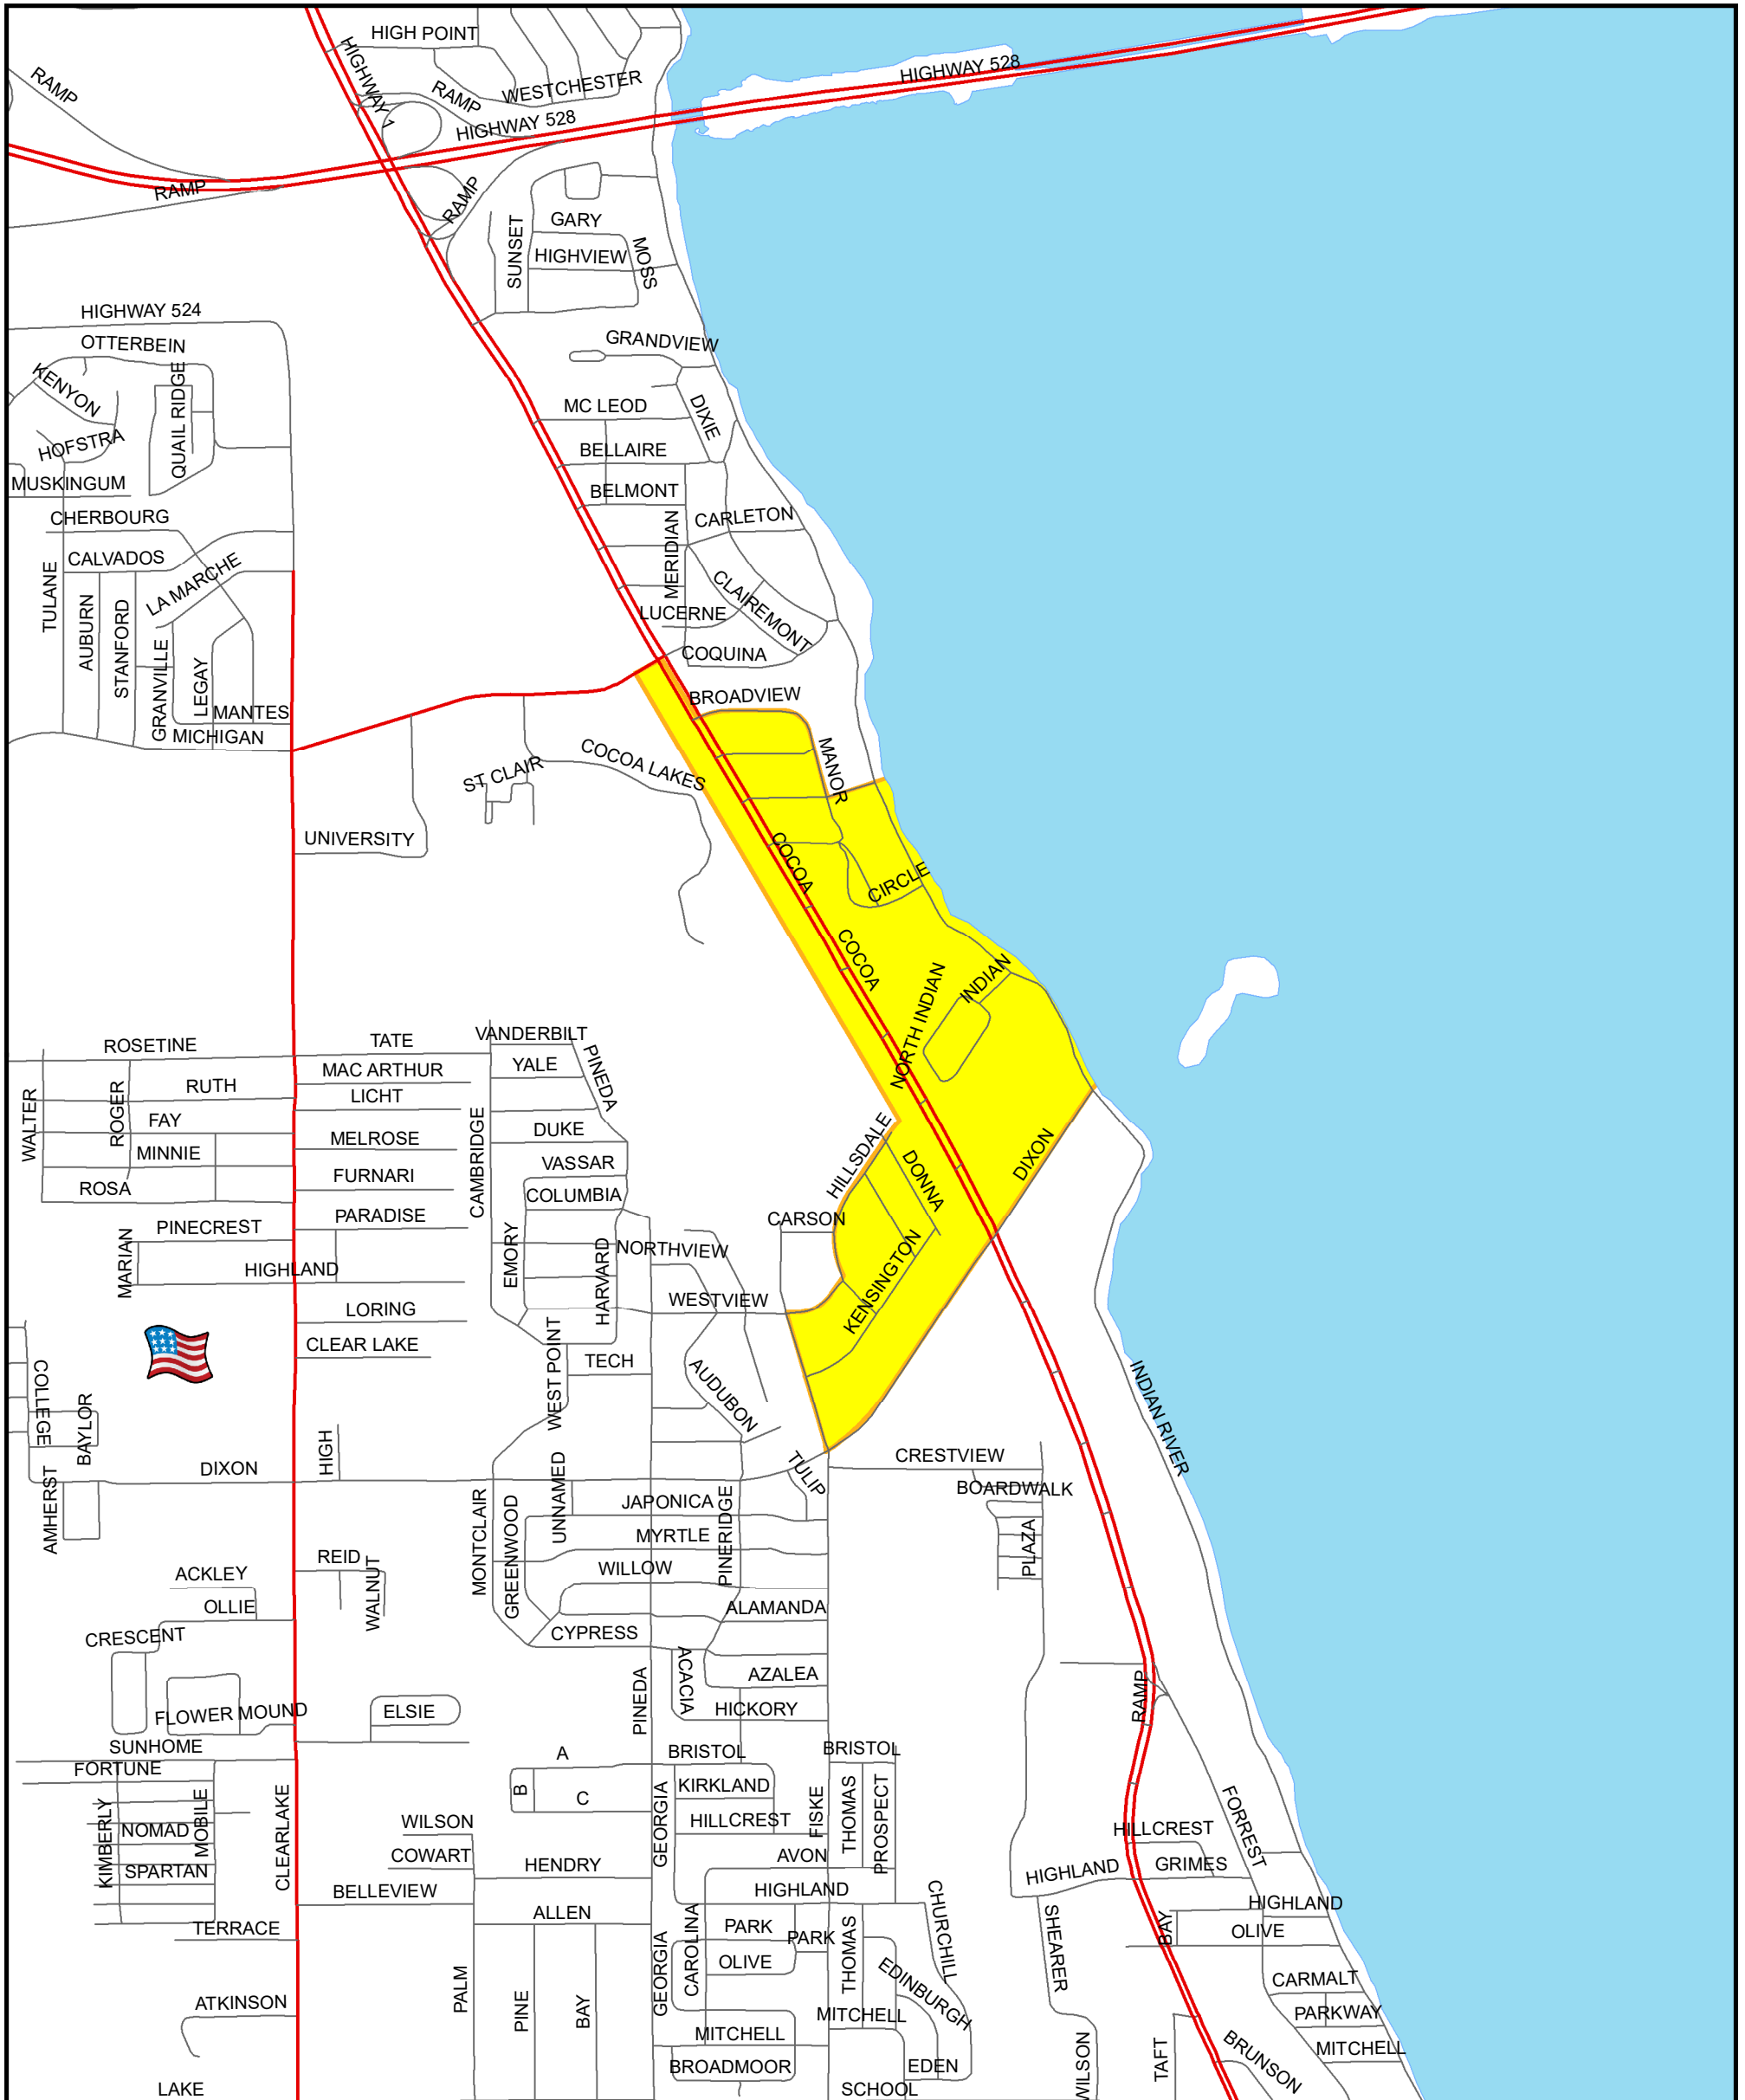 HIGH POINT
HIGHWAY 1
RAMP
RAMP
WESTCHESTER
HIGHWAY 528
HIGHWAY 528
RAMP
RAMP
GARY
SUNSET
HIGHVIEW
MOSS
HIGHWAY 524
OTTERBEIN
GRANDVIEW
KENYON
QUAIL RIDGE
MC LEOD
DIXIE
HOFSTRA
BELLAIRE
MUSKINGUM
BELMONT
CHERBOURG
CARLETON
MERIDIAN
CALVADOS
LA MARCHE
TULANE
AUBURN
STANFORD
CLAIREMONT
LUCERNE
GRANVILLE
LEGAY
COQUINA
BROADVIEW
MANTES
MICHIGAN
COCOA LAKES
MANOR
ST CLAIR
UNIVERSITY
COCOA
CIRCLE
COCOA
INDIAN
NORTH INDIAN
VANDERBILT
ROSETINE
TATE
YALE
PINEDA
MAC ARTHUR
RUTH
LICHT
WALTER
ROGER
FAY
DUKE
HILLSDALE
MELROSE
MINNIE
VASSAR
DONNA
DIXON
CAMBRIDGE
FURNARI
ROSA
COLUMBIA
PARADISE
CARSON
PINECREST
MARIAN
EMORY
HARVARD
NORTHVIEW
HIGHLAND
KENSINGTON
WESTVIEW
LORING
CLEAR LAKE
WEST POINT
TECH
AUDUBON
COLLEGE
BAYLOR
INDIAN RIVER
HIGH
CRESTVIEW
DIXON
TULIP
BOARDWALK
AMHERST
UNNAMED
JAPONICA
MONTCLAIR
GREENWOOD
PINERIDGE
MYRTLE
PLAZA
REID
WILLOW
ACKLEY
WALNUT
OLLIE
ALAMANDA
CRESCENT
CYPRESS
ACACIA
AZALEA
RAMP
PINEDA
FLOWER MOUND
ELSIE
HICKORY
SUNHOME
A
BRISTOL
BRISTOL
FORTUNE
B
C
KIRKLAND
KIMBERLY
MOBILE
CLEARLAKE
GEORGIA
FISKE
THOMAS
PROSPECT
FORREST
WILSON
HILLCREST
HILLCREST
NOMAD
COWART
AVON
HENDRY
SPARTAN
HIGHLAND
GRIMES
BELLEVIEW
HIGHLAND
CHURCHILL
HIGHLAND
ALLEN
TERRACE
CAROLINA
PARK
PARK
THOMAS
SHEARER
BAY
OLIVE
GEORGIA
OLIVE
EDINBURGH
CARMALT
PALM
ATKINSON
PINE
BAY
PARKWAY
MITCHELL
MITCHELL
MITCHELL
WILSON
TAFT
BRUNSON
BROADMOOR
EDEN
LAKE
SCHOOL